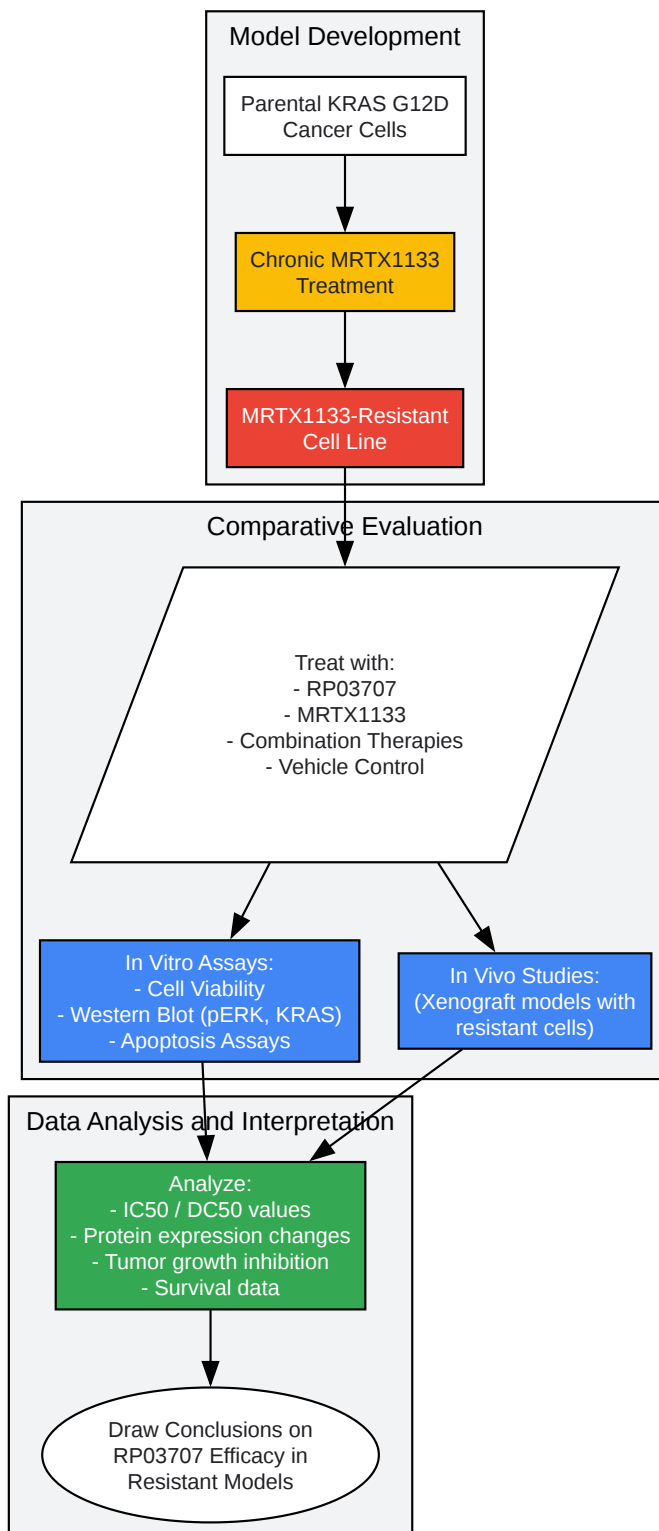 Model Development
Parental KRAS G12D
Cancer Cells
Chronic MRTX1133
Treatment
MRTX1133-Resistant
Cell Line
Comparative Evaluation
Treat with:
- RP03707
- MRTX1133
- Combination Therapies
- Vehicle Control
In Vitro Assays:
- Cell Viability
- Western Blot (pERK, KRAS)
- Apoptosis Assays
In Vivo Studies:
(Xenograft models with
resistant cells)
Data Analysis and Interpretation
Analyze:
- IC50 / DC50 values
- Protein expression changes
- Tumor growth inhibition
- Survival data
Draw Conclusions on
RP03707 Efficacy in
Resistant Models